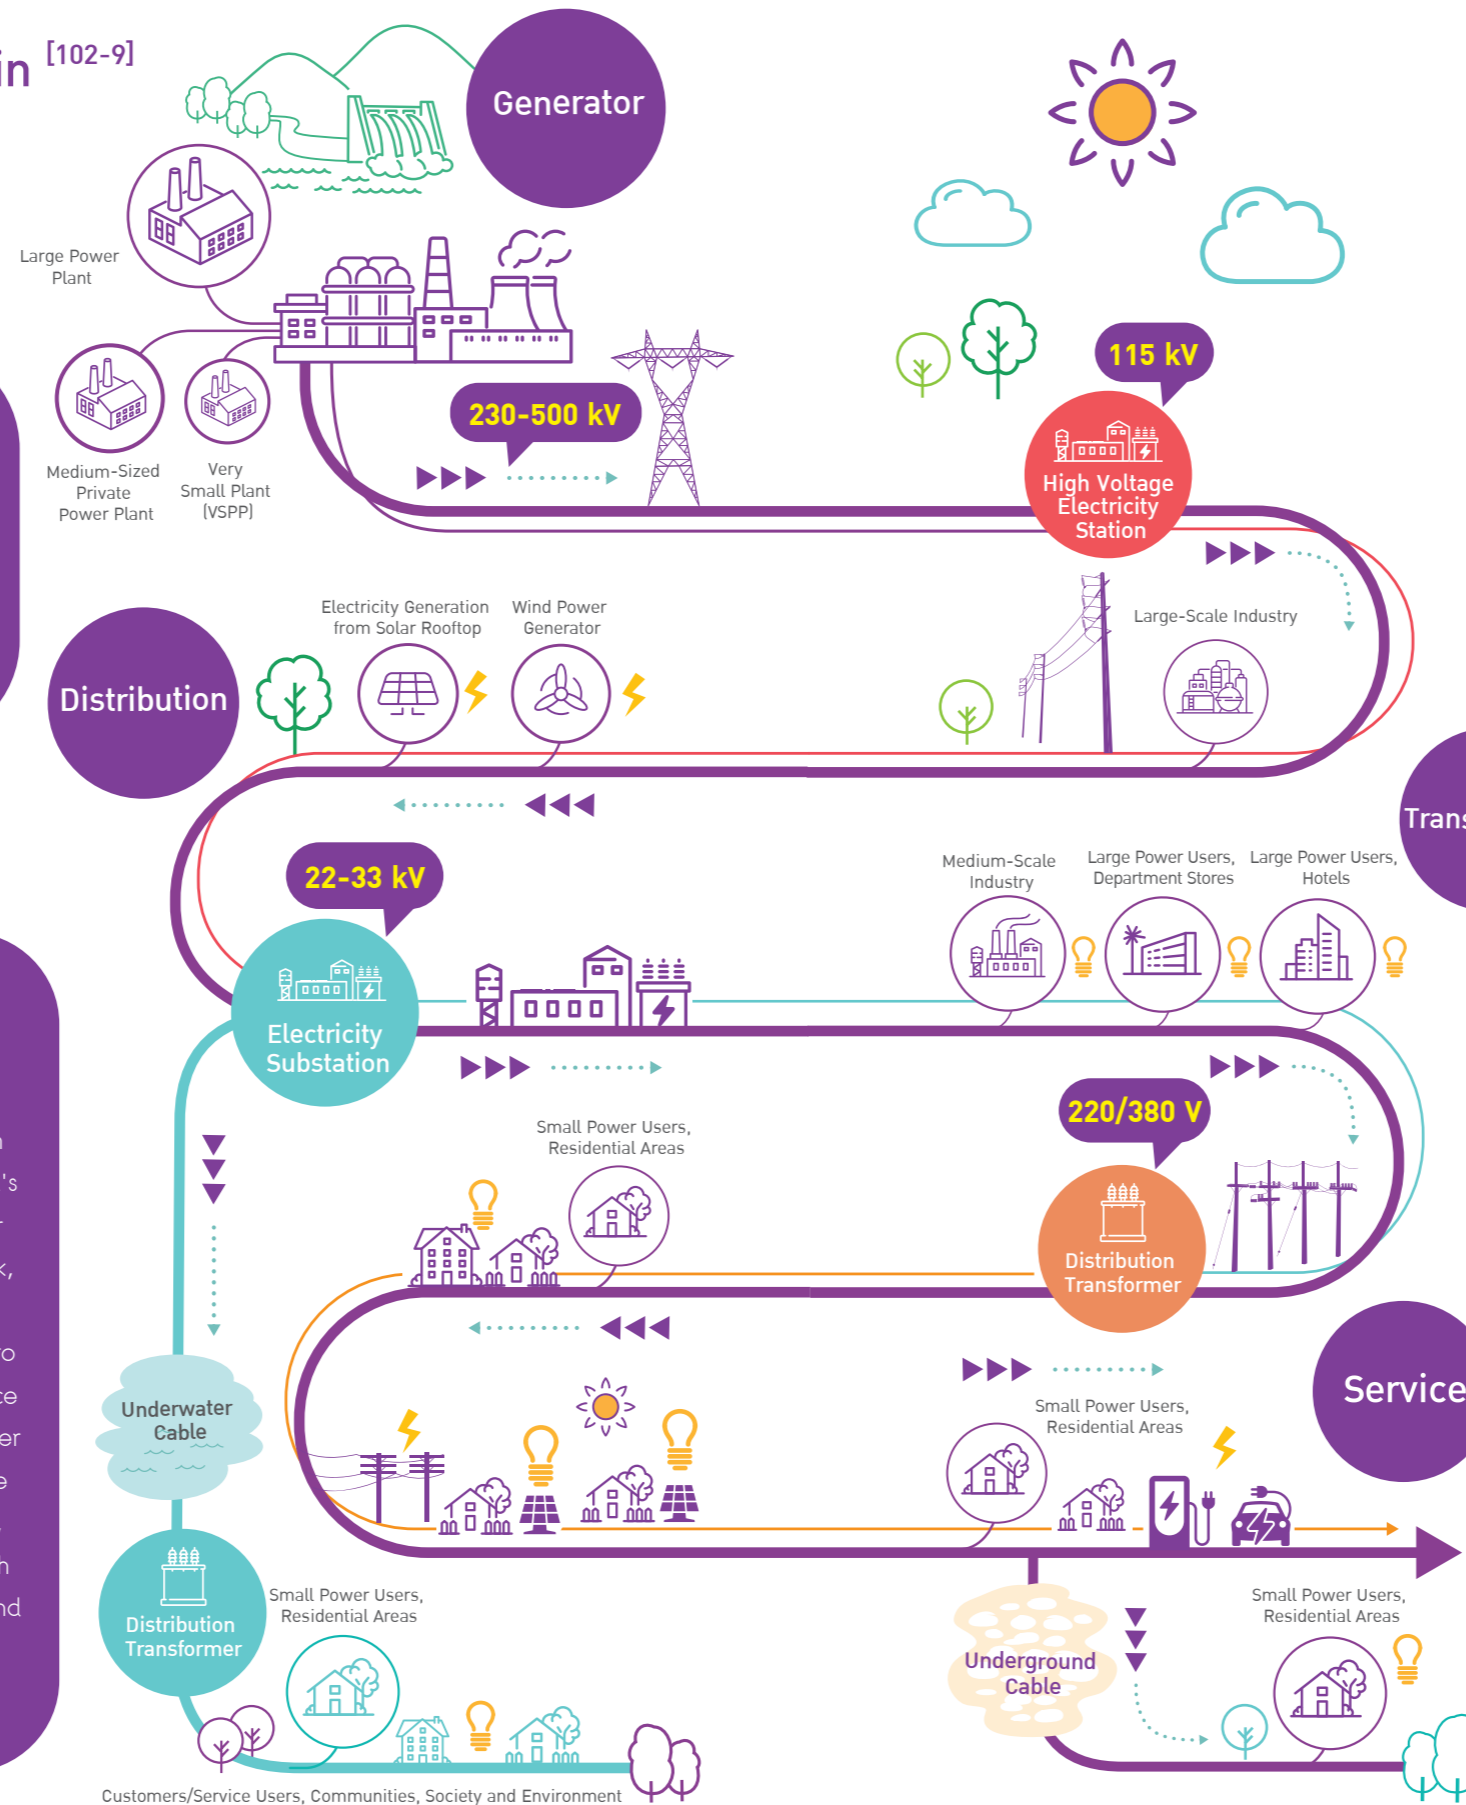 in [102-9]
Generator
Large Power
Plant
Medium-Sized
Private
Power Plant
Very
Small Plant
(VSPP)
230-500 kV
115 kV
High Voltage
Electricity
Station
Electricity Generation
from Solar Rooftop
Wind Power
Generator
Large-Scale Industry
Distribution
Trans
22-33 kV
Medium-Scale
Industry
Large Power Users,
Department Stores
Large Power Users,
Hotels
Electricity
Substation
220/380 V
Small Power Users,
Residential Areas
Distribution
Transformer
's
k,
ro
ce
er
e
h
nd
Underwater
Cable
Service
Small Power Users,
Residential Areas
Distribution
Transformer
Small Power Users,
Residential Areas
Underground
Cable
Small Power Users,
Residential Areas
Customers/Service Users, Communities, Society and Environment